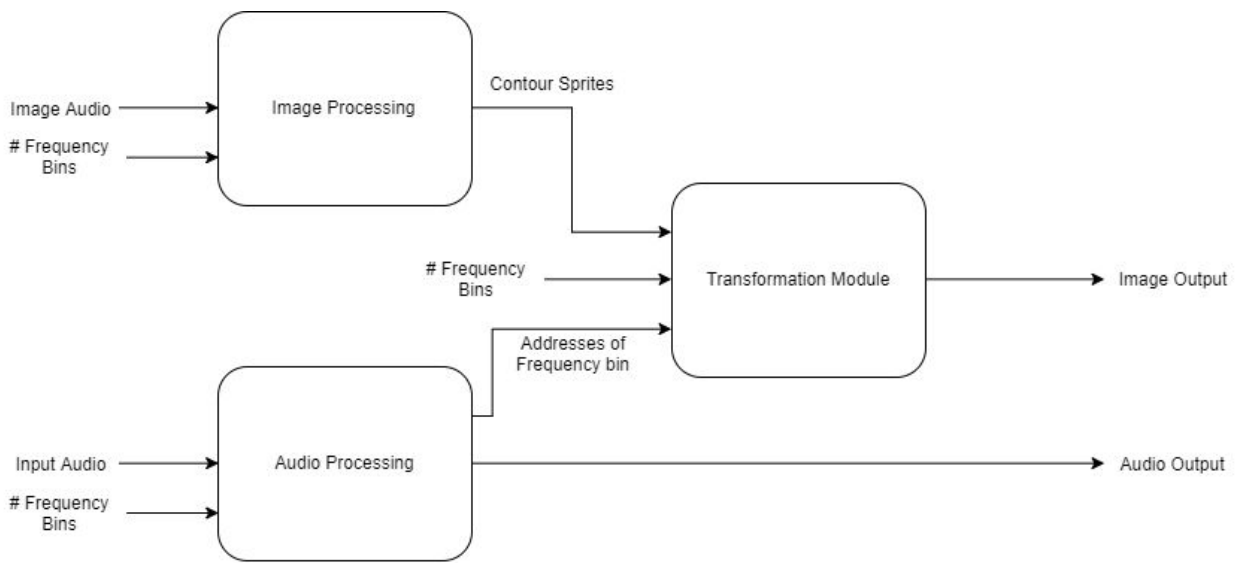 Contour Sprites
Image Audio
Image Processing
# Frequency
Bins
# Frequency
Bins
Transformation Module
Image Output
Addresses of
Frequency bin
Input Audio
Audio Processing
Audio Output
# Frequency
Bins